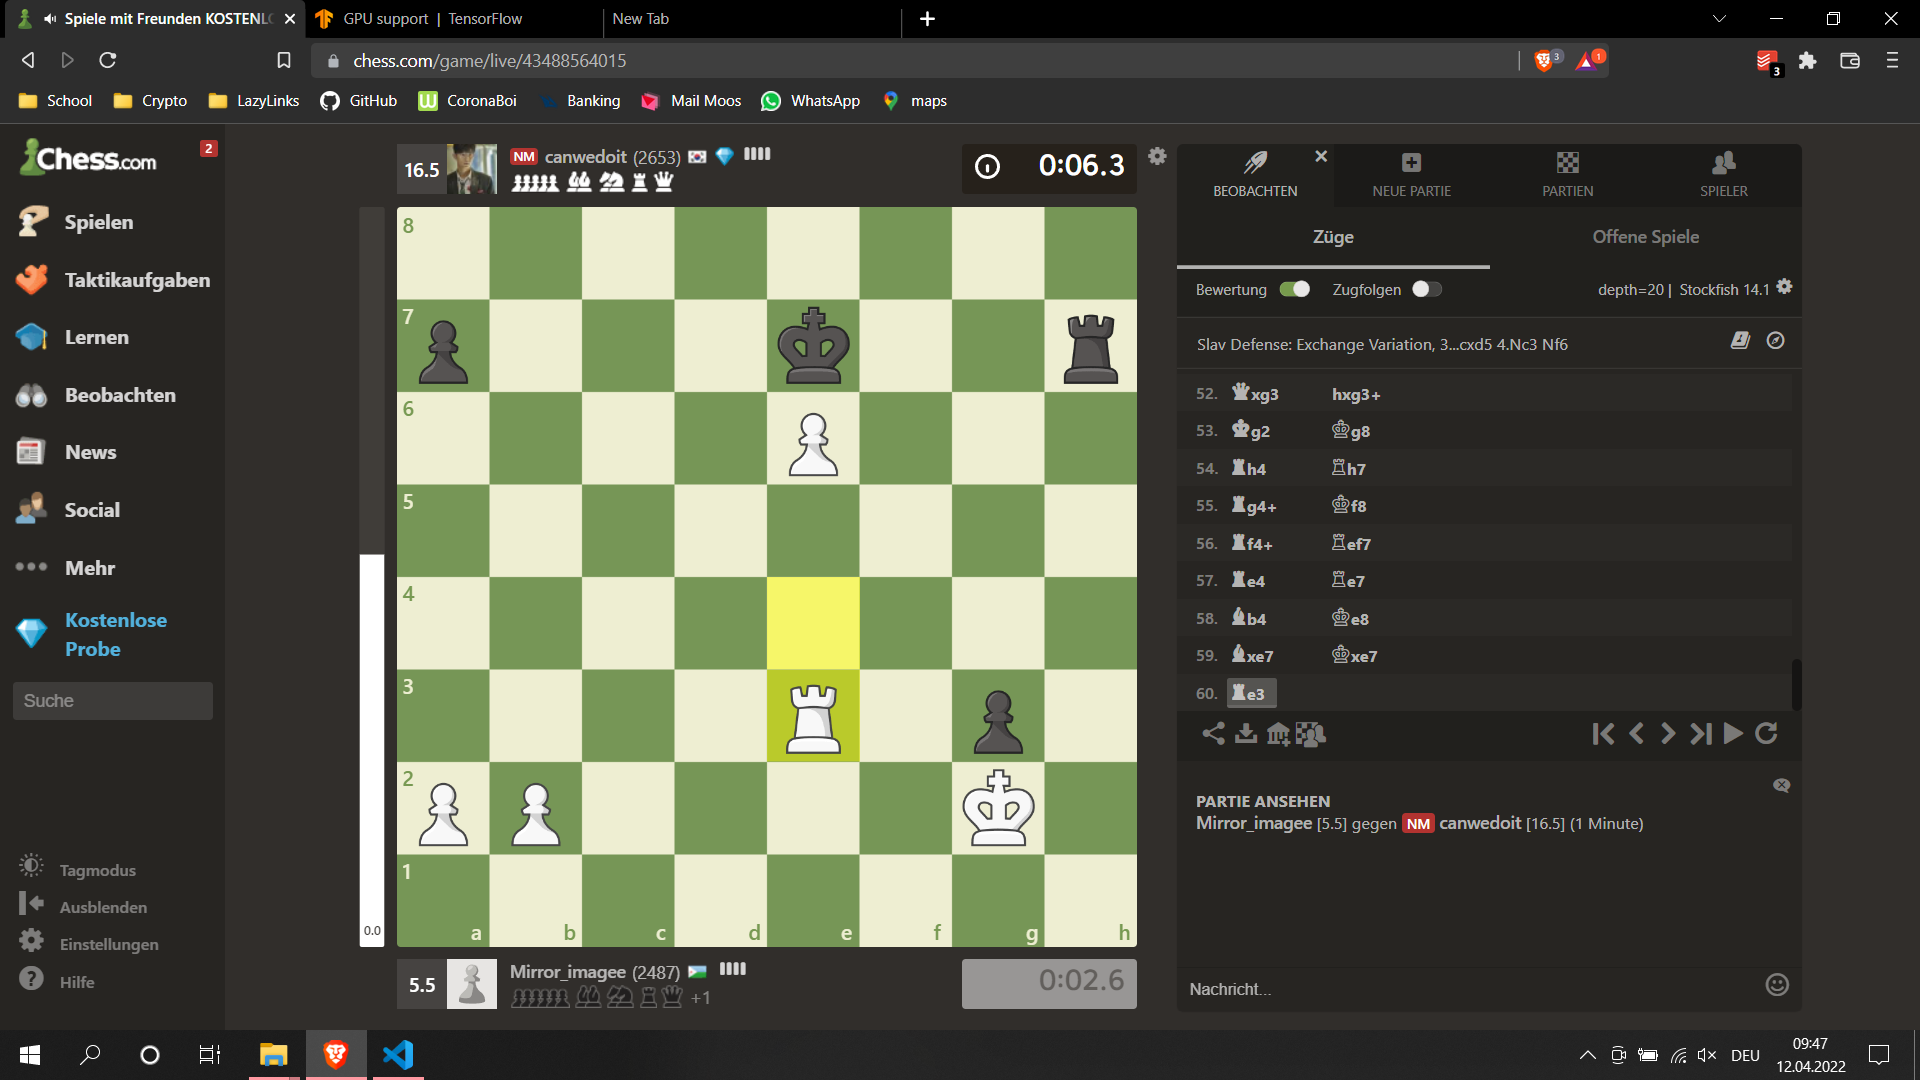 Spiele mit Freunden KOSTENLO
GPU support | TensorFlow
New Tab
chess.com/game/live/43488564015
3
1
3
School
Crypto
LazyLinks
GitHub
CoronaBoi
Banking
Mail Moos
WhatsApp
maps
Chess.com
2
Spielen
Taktikaufgaben
Lernen
Beobachten
News
Social
Mehr
Kostenlose
Probe
Suche
Tagmodus
Ausblenden
Einstellungen
Hilfe
16.5
NM canwedoit (2653)
0:06.3
8
7
6
5
4
3
2
1
a b c d e f g h
0.0
5.5
Mirror_imagee (2487)
+1
0:02.6
BEOBACHTEN
NEUE PARTIE
PARTIEN
SPIELER
Züge
Offene Spiele
Bewertung
Zugfolgen
depth=20 | Stockfish 14.1
Slav Defense: Exchange Variation, 3...cxd5 4.Nc3 Nf6
52. ♛xg3 hxg3+
53. ♚g2 ♔g8
54. ♜h4 ♖h7
55. ♜g4+ ♔f8
56. ♜f4+ ♖ef7
57. ♜e4 ♖e7
58. ♝b4 ♔e8
59. ♝xe7 ♔xe7
60. ♜e3
PARTIE ANSEHEN
Mirror_imagee [5.5] gegen NM canwedoit [16.5] (1 Minute)
Nachricht...
DEU
09:47
12.04.2022